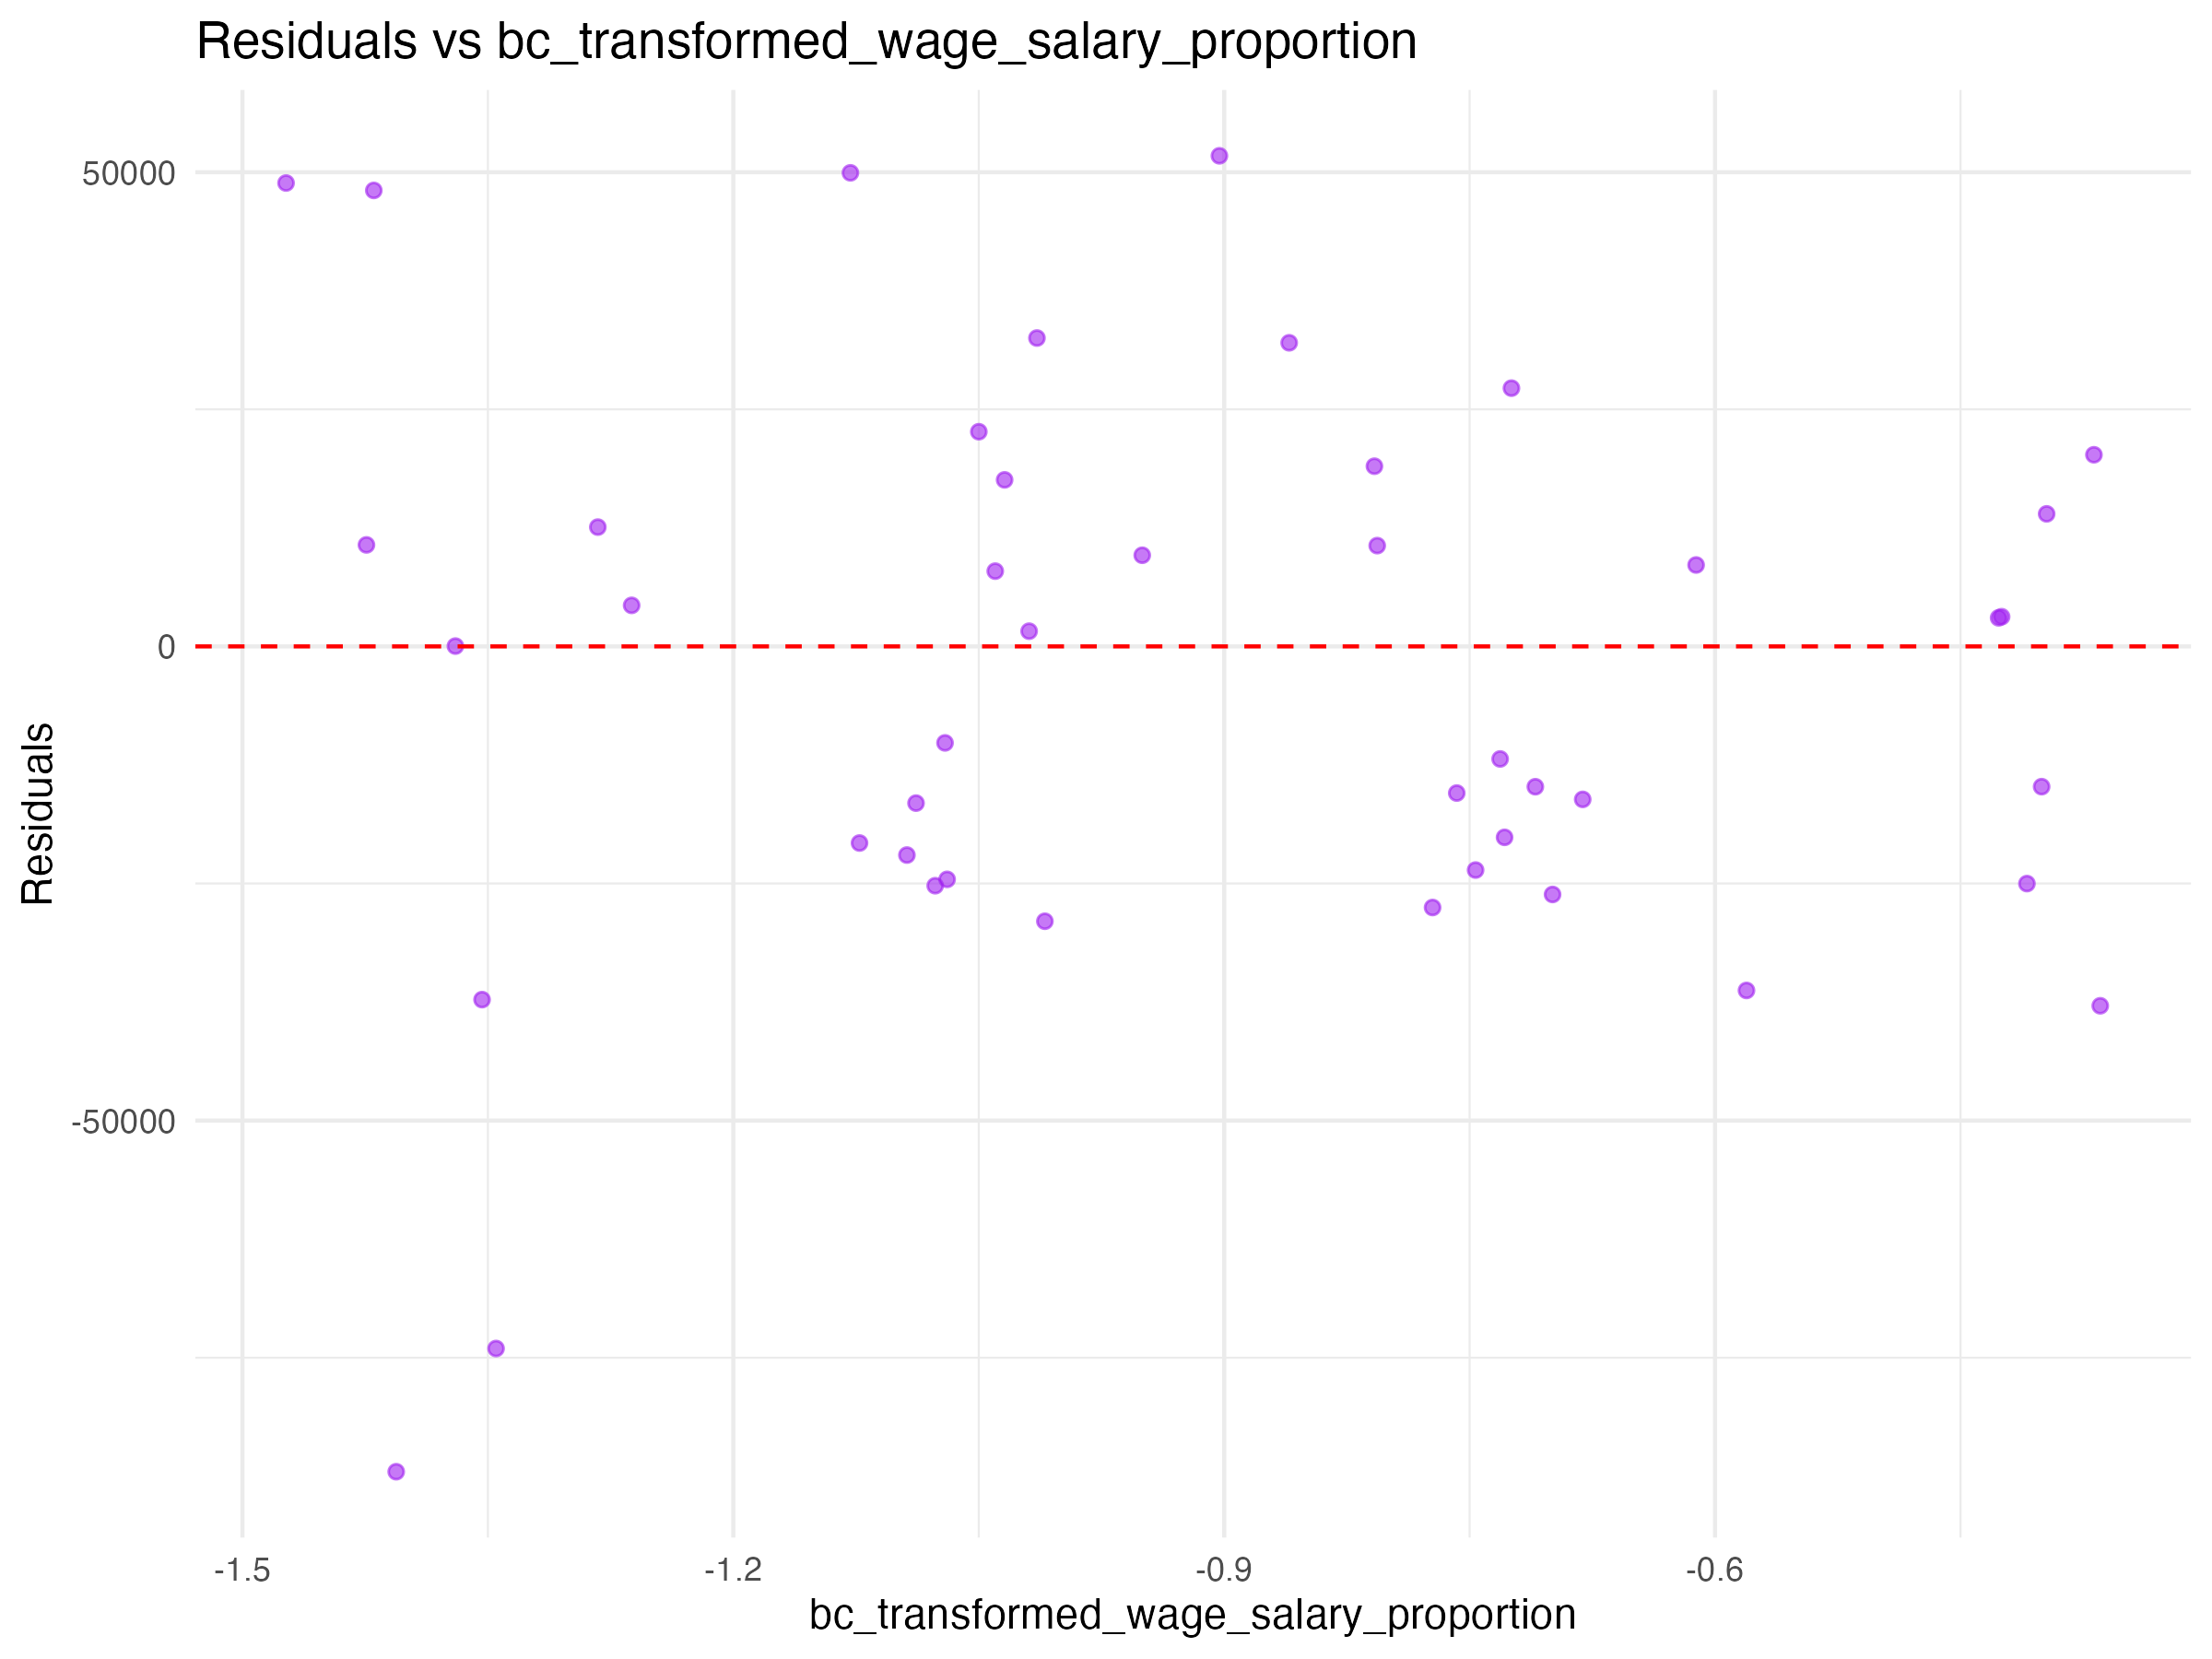 Residuals vs bc_transformed_wage_salary_proportion
50000
0
-50000
Residuals
-1.5
-1.2
-0.9
-0.6
bc_transformed_wage_salary_proportion